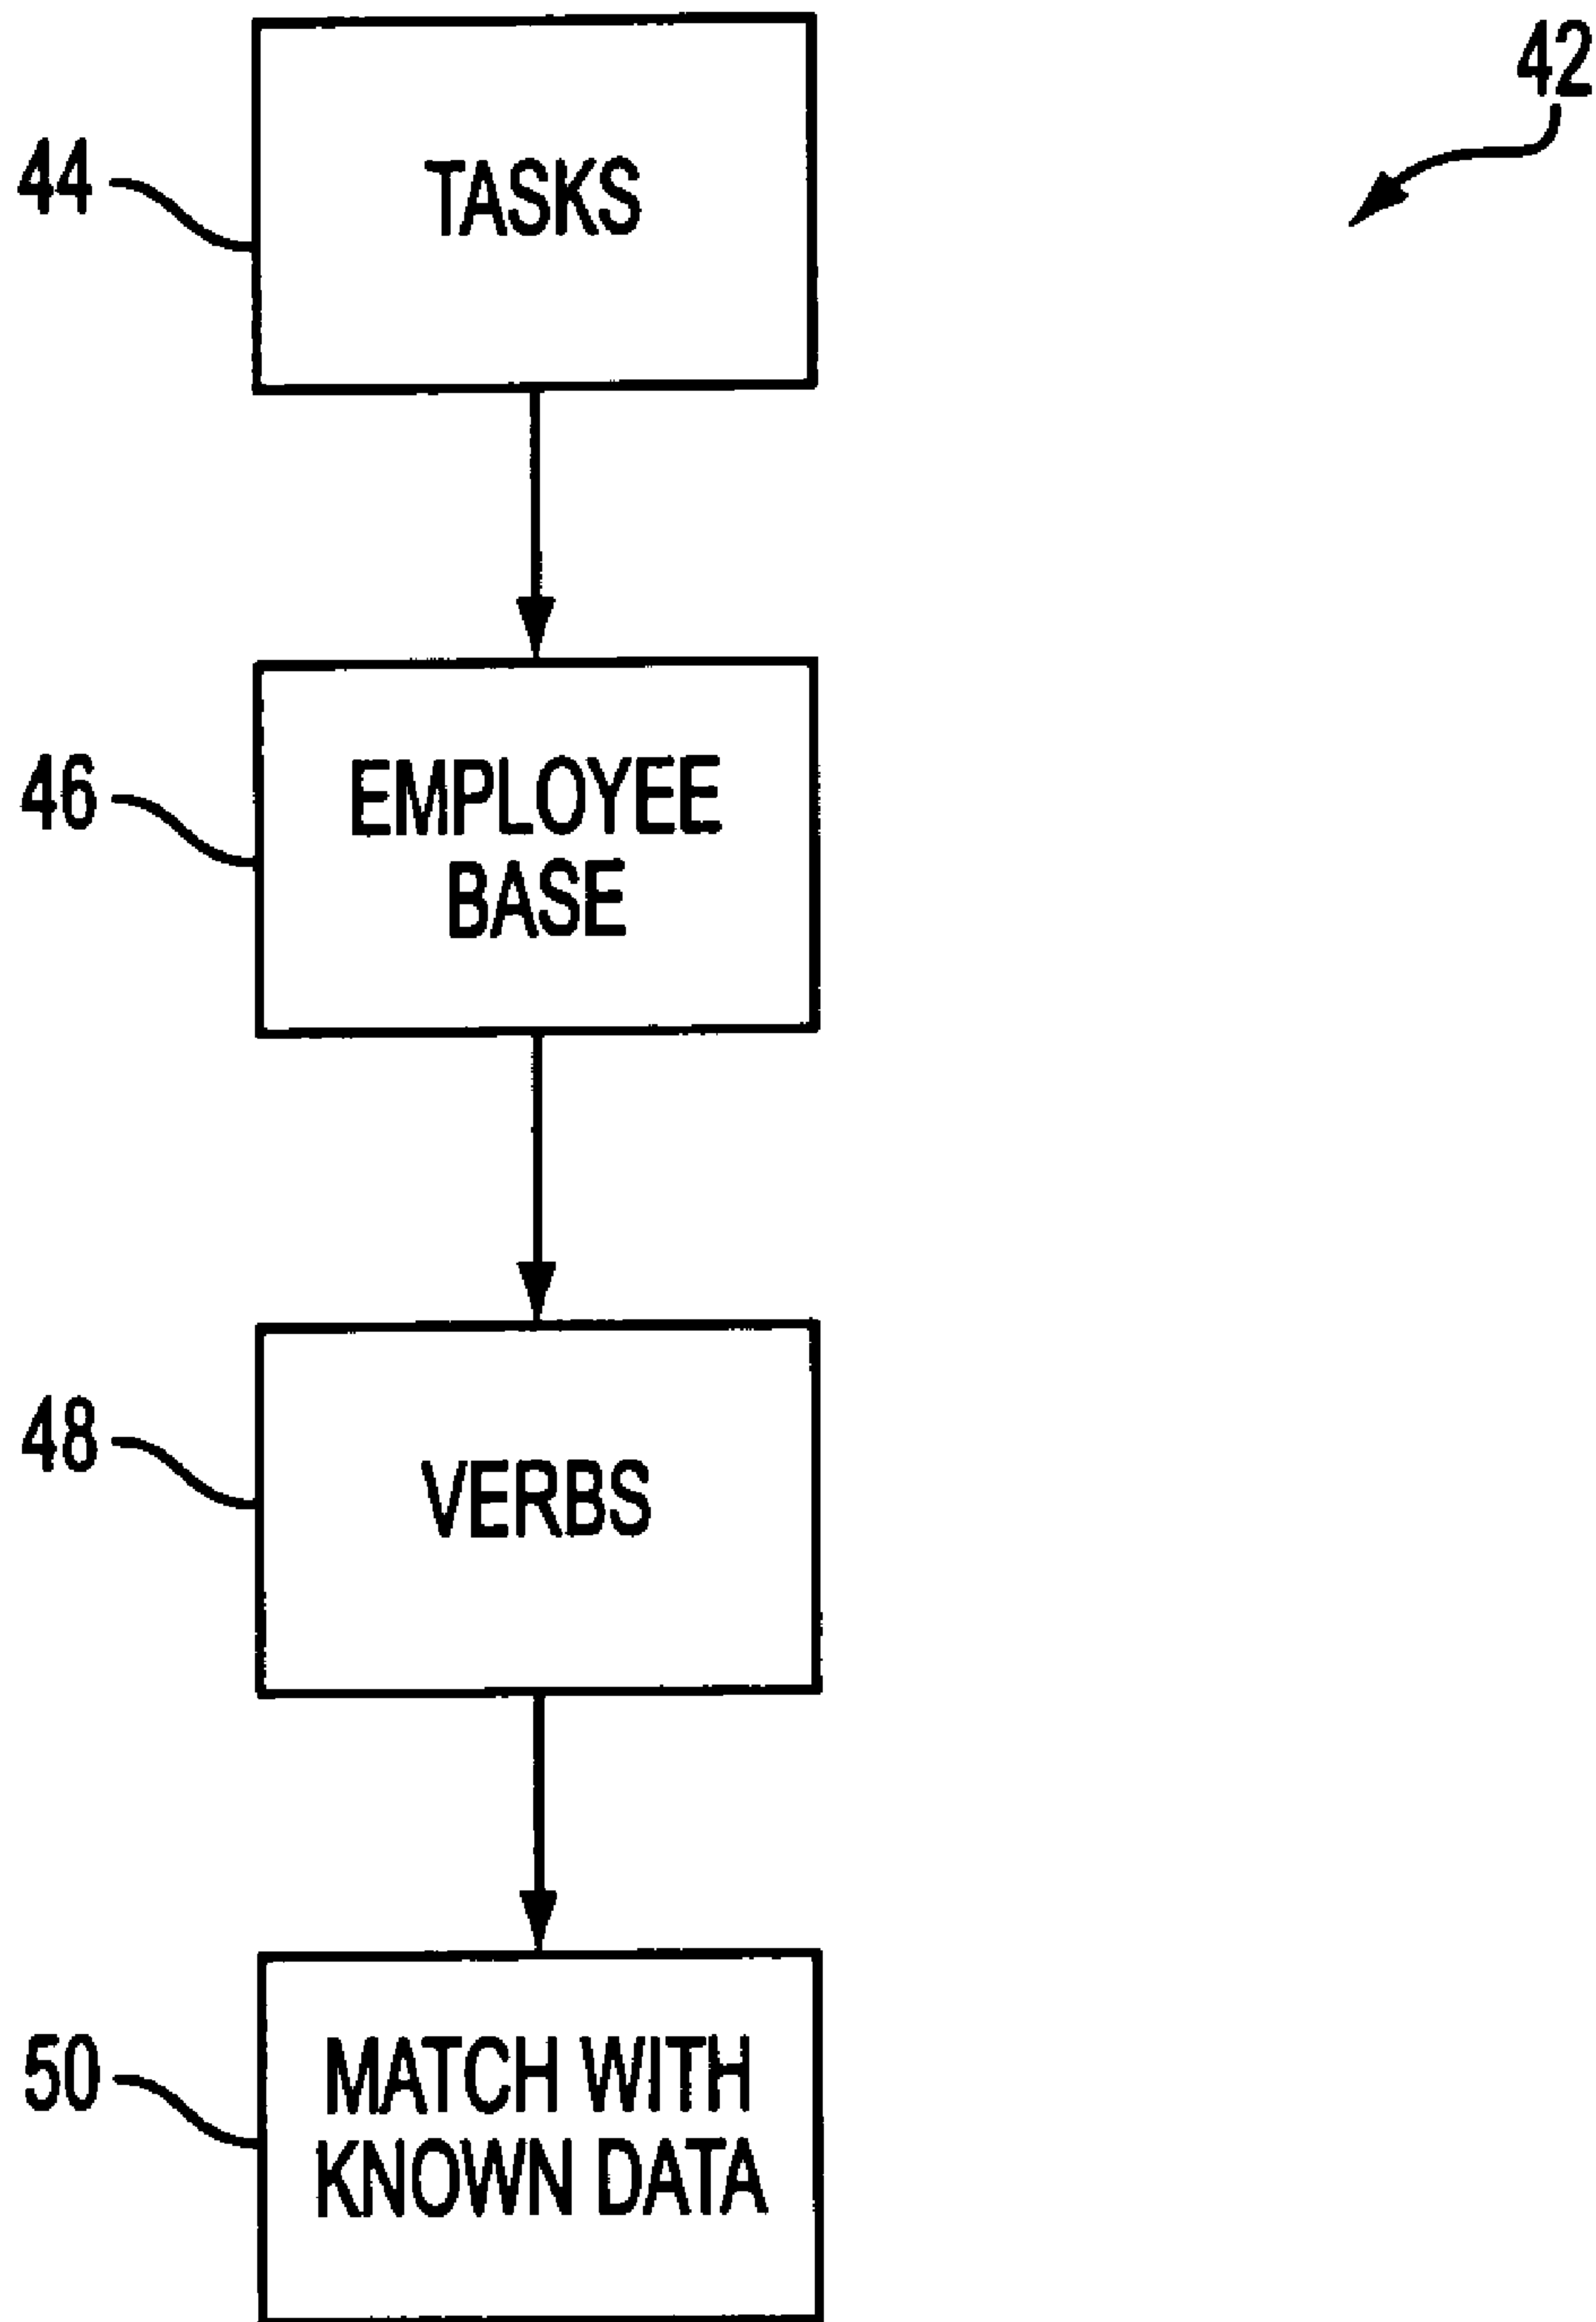 42
44
TASKS
46
EMPLOYEE
BASE
48
VERBS
50
MATCH WITH
KNOWN DATA